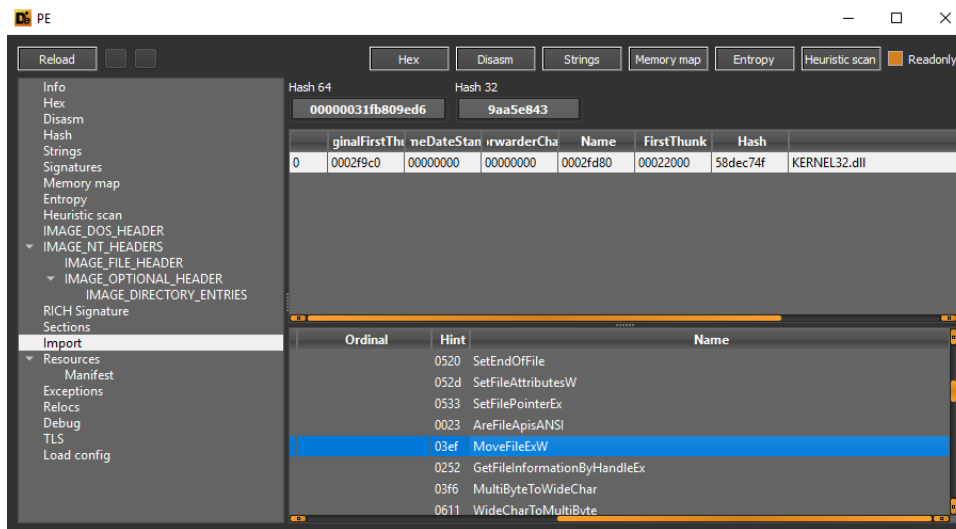 PE
Reload Hex Disasm Strings Memory map Entropy Heuristic scan Readonly
Info
Hex
Disasm
Hash
Strings
Signatures
Memory map
Entropy
Heuristic scan
IMAGE_DOS_HEADER
IMAGE_NT_HEADERS
IMAGE_FILE_HEADER
IMAGE_OPTIONAL_HEADER
IMAGE_DIRECTORY_ENTRIES
RICH Signature
Sections
Import
Resources
Manifest
Exceptions
Relocs
Debug
TLS
Load config
Hash 64 Hash 32
00000031fb809ed6 9aa5e843
ginalFirstThu neDateStan orwarderCha Name FirstThunk Hash
0 0002f9c0 00000000 00000000 0002fd80 00022000 58dec74f KERNEL32.dll
Ordinal Hint Name
0520 SetEndOfFile
052d SetFileAttributesW
0533 SetFilePointerEx
0023 AreFileApisANSI
03ef MoveFileExW
0252 GetFileInformationByHandleEx
03f6 MultiByteToWideChar
0611 WideCharToMultiByte